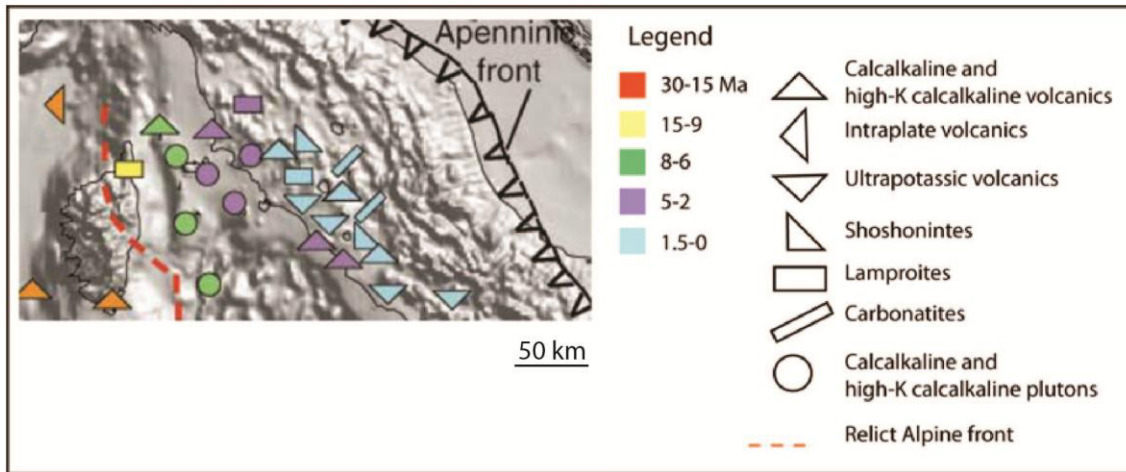 Apenninic
front
50 km
Legend
30-15 Ma
15-9
8-6
5-2
1.5-0
Calcalkaline and
high-K calcalkaline volcanics
Intraplate volcanics
Ultrapotassic volcanics
Shoshonintes
Lamproites
Carbonatites
Calcalkaline and
high-K calcalkaline plutons
Relict Alpine front